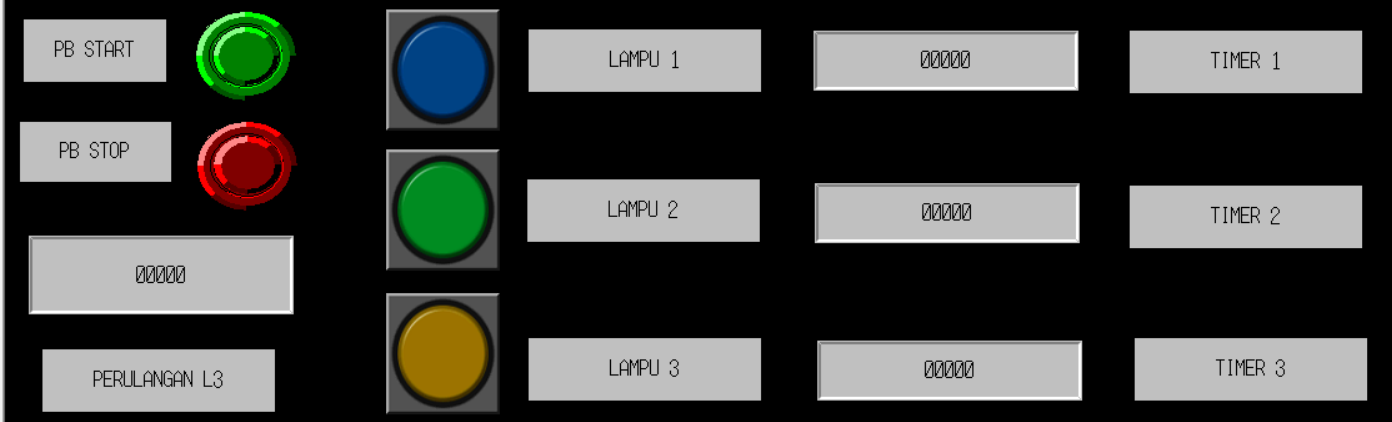 PB START
LAMPU 1
00000
TIMER 1
PB STOP
LAMPU 2
00000
TIMER 2
00000
PERULANGAN L3
LAMPU 3
00000
TIMER 3